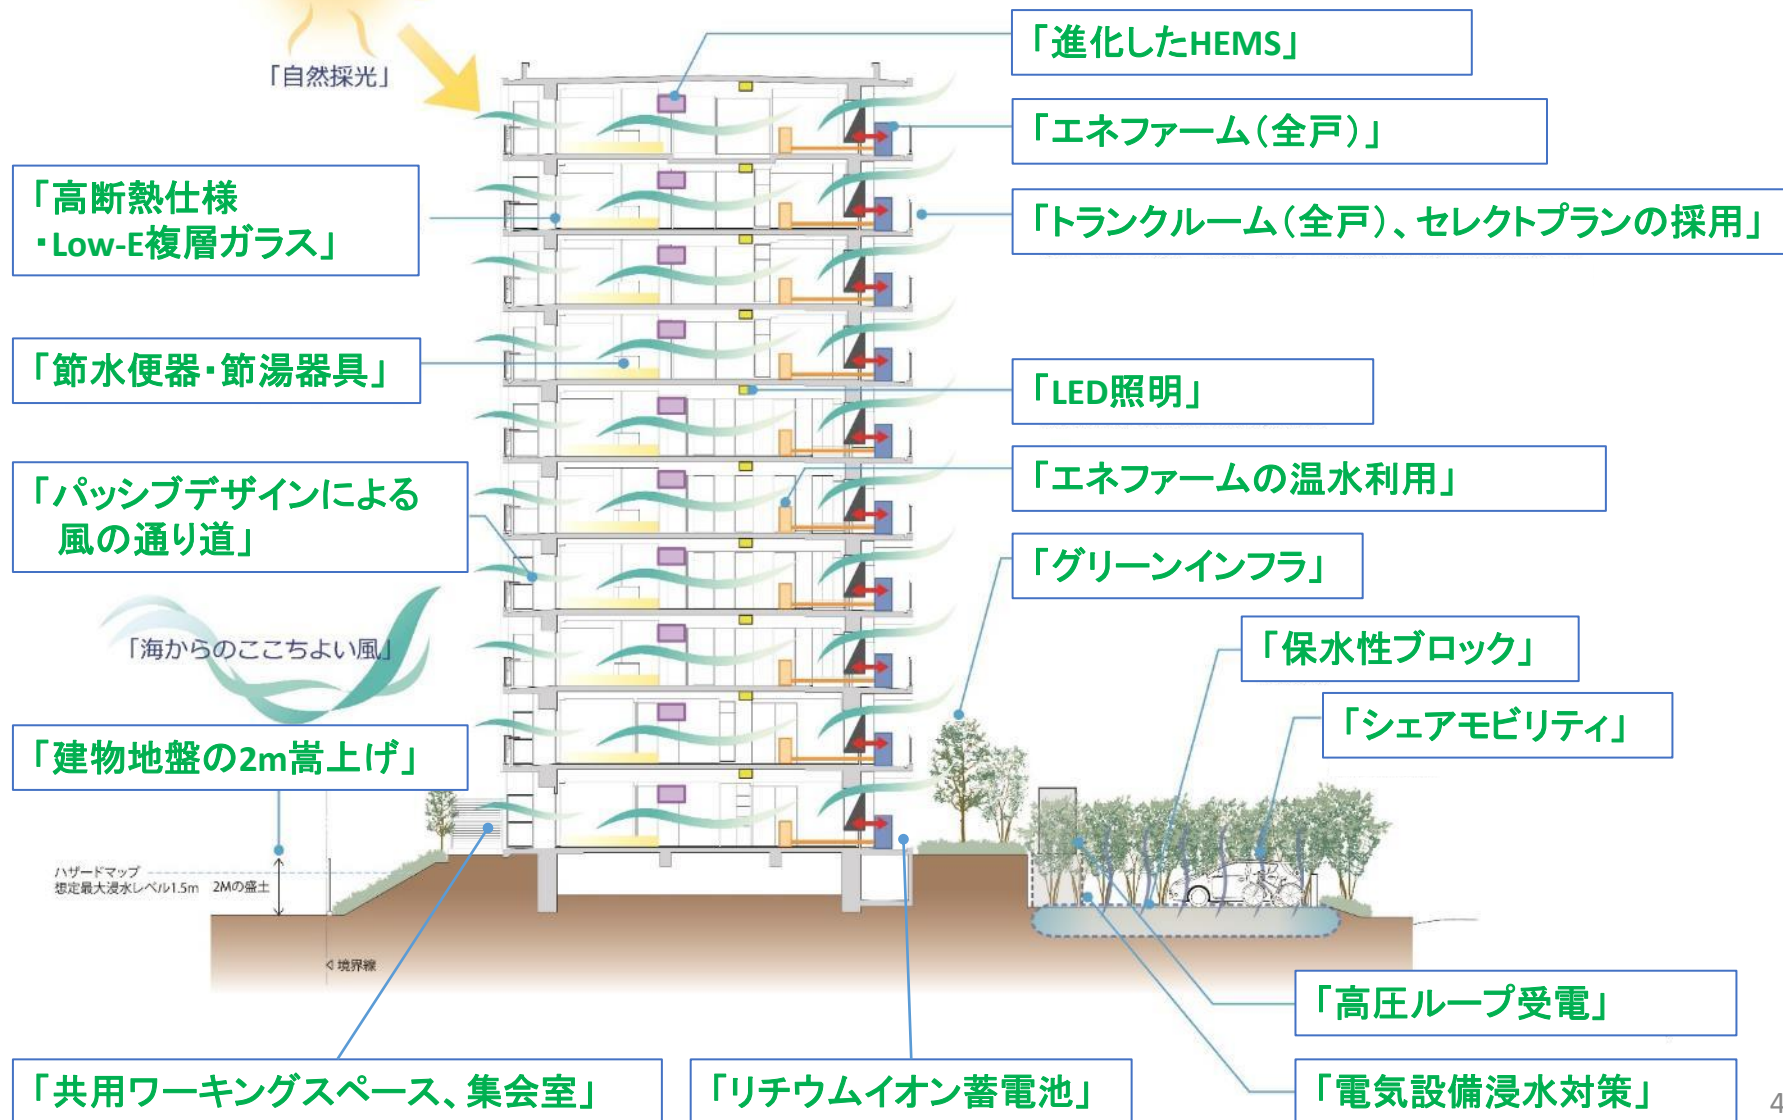 「自然採光」
「進化したHEMS」
「エネファーム(全戸)」
「高断熱仕様
・Low-E複層ガラス」
「トランクルーム(全戸)、セレクトプランの採用」
「節水便器・節湯器具」
「LED照明」
「パッシブデザインによる
風の通り道」
「エネファームの温水利用」
「グリーンインフラ」
「海からのここちよい風」
「保水性ブロック」
「シェアモビリティ」
「建物地盤の2m嵩上げ」
ハザードマップ
想定最大浸水レベル1.5m
2Mの盛土
境界線
「高圧ループ受電」
「共用ワーキングスペース、集会室」
「リチウムイオン蓄電池」
「電気設備浸水対策」
4